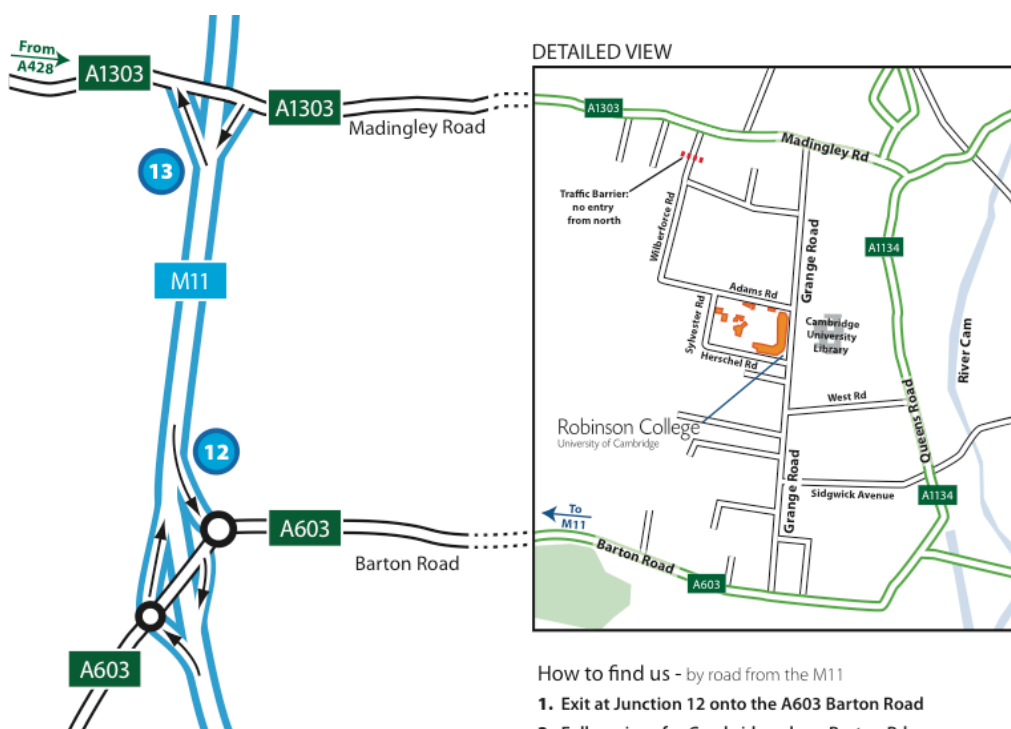 From
A428
A1303
A1303
Madingley Road
13
M11
12
A603
Barton Road
A603
DETAILED VIEW
A1303
Madingley Rd
Traffic Barrier:
no entry
from north
Wilberforce Rd
Grange Road
A1134
Adams Rd
Sylvester Rd
Cambridge
University
Library
River Cam
Herschel Rd
West Rd
Queens Road
Robinson College
University of Cambridge
Grange Road
Sidgwick Avenue
A1134
To
M11
Barton Road
A603
How to find us - by road from the M11
1. Exit at Junction 12 onto the A603 Barton Road